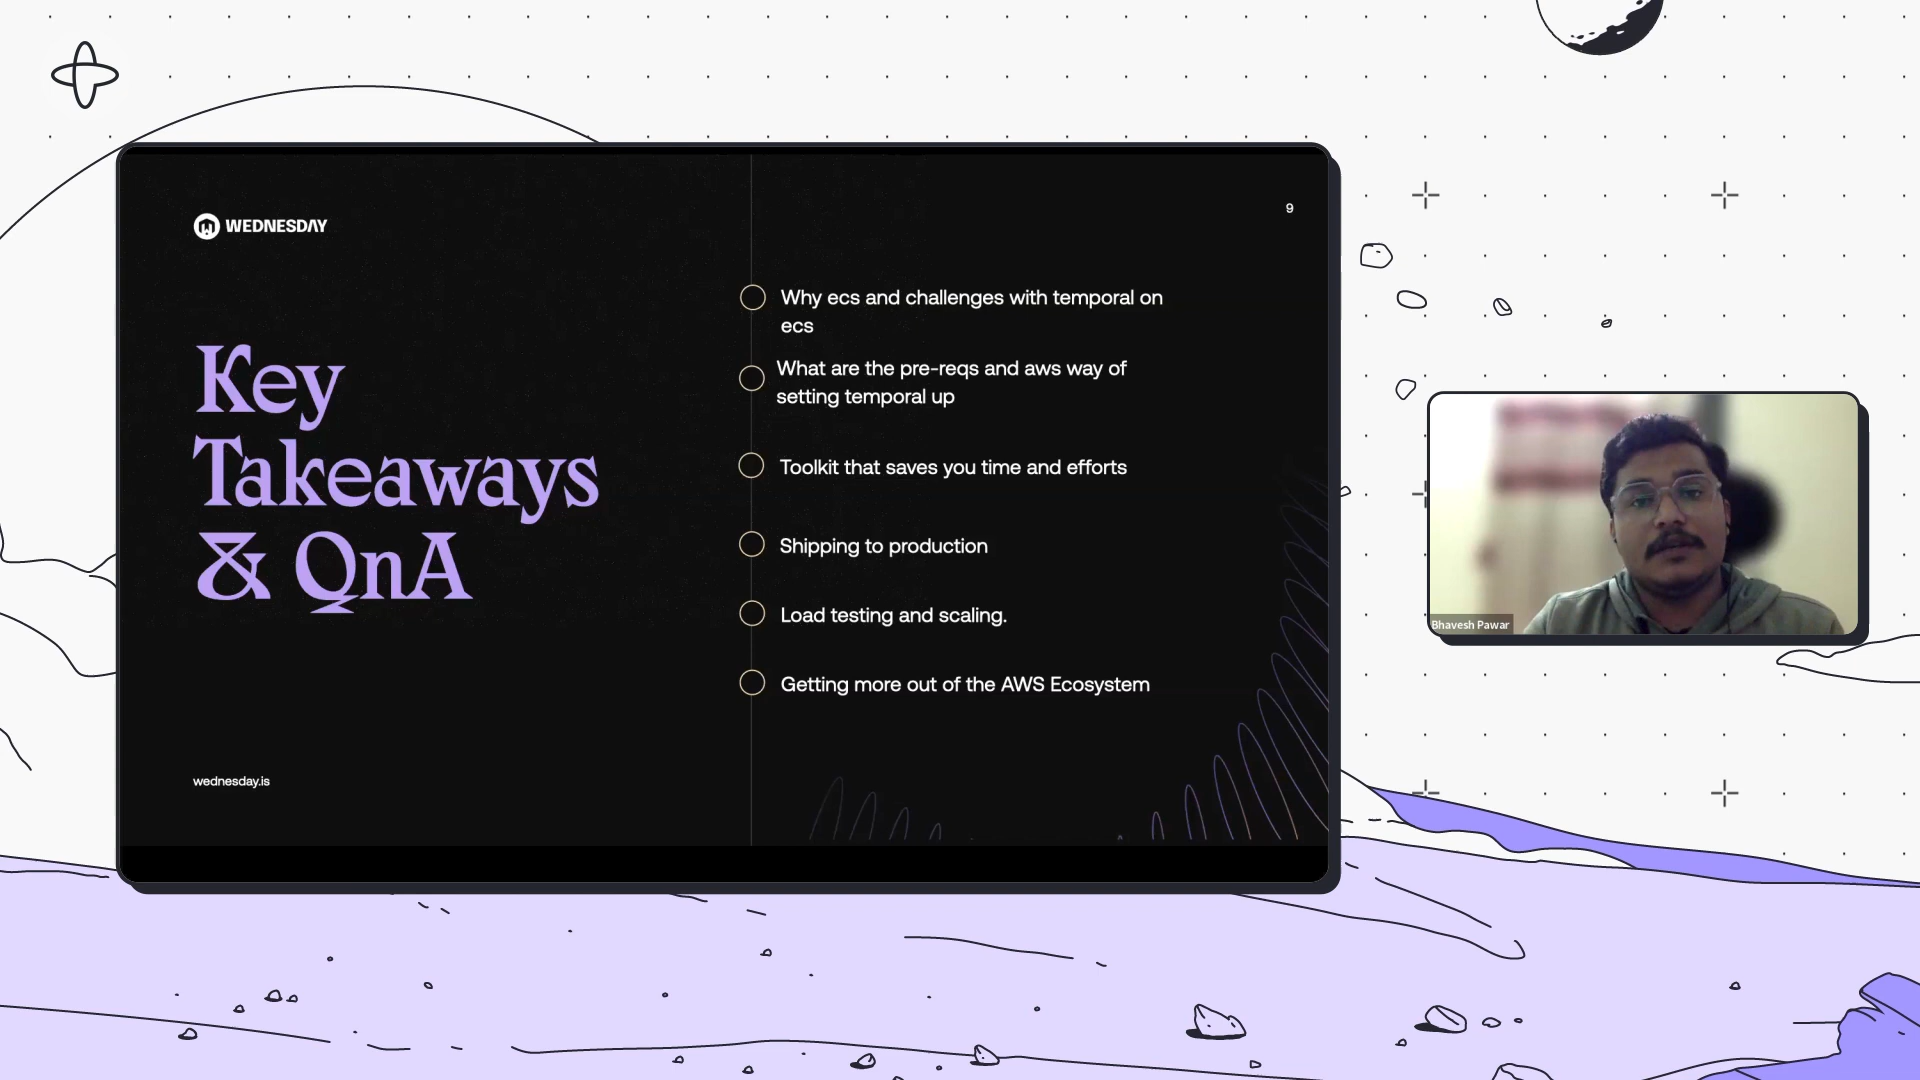 WEDNESDAY
9
Key
Takeaways
& QnA
Why ecs and challenges with temporal on
ecs
What are the pre-reqs and aws way of
setting temporal up
Toolkit that saves you time and efforts
Shipping to production
Load testing and scaling.
Getting more out of the AWS Ecosystem
wednesday.is
Bhavesh Pawar